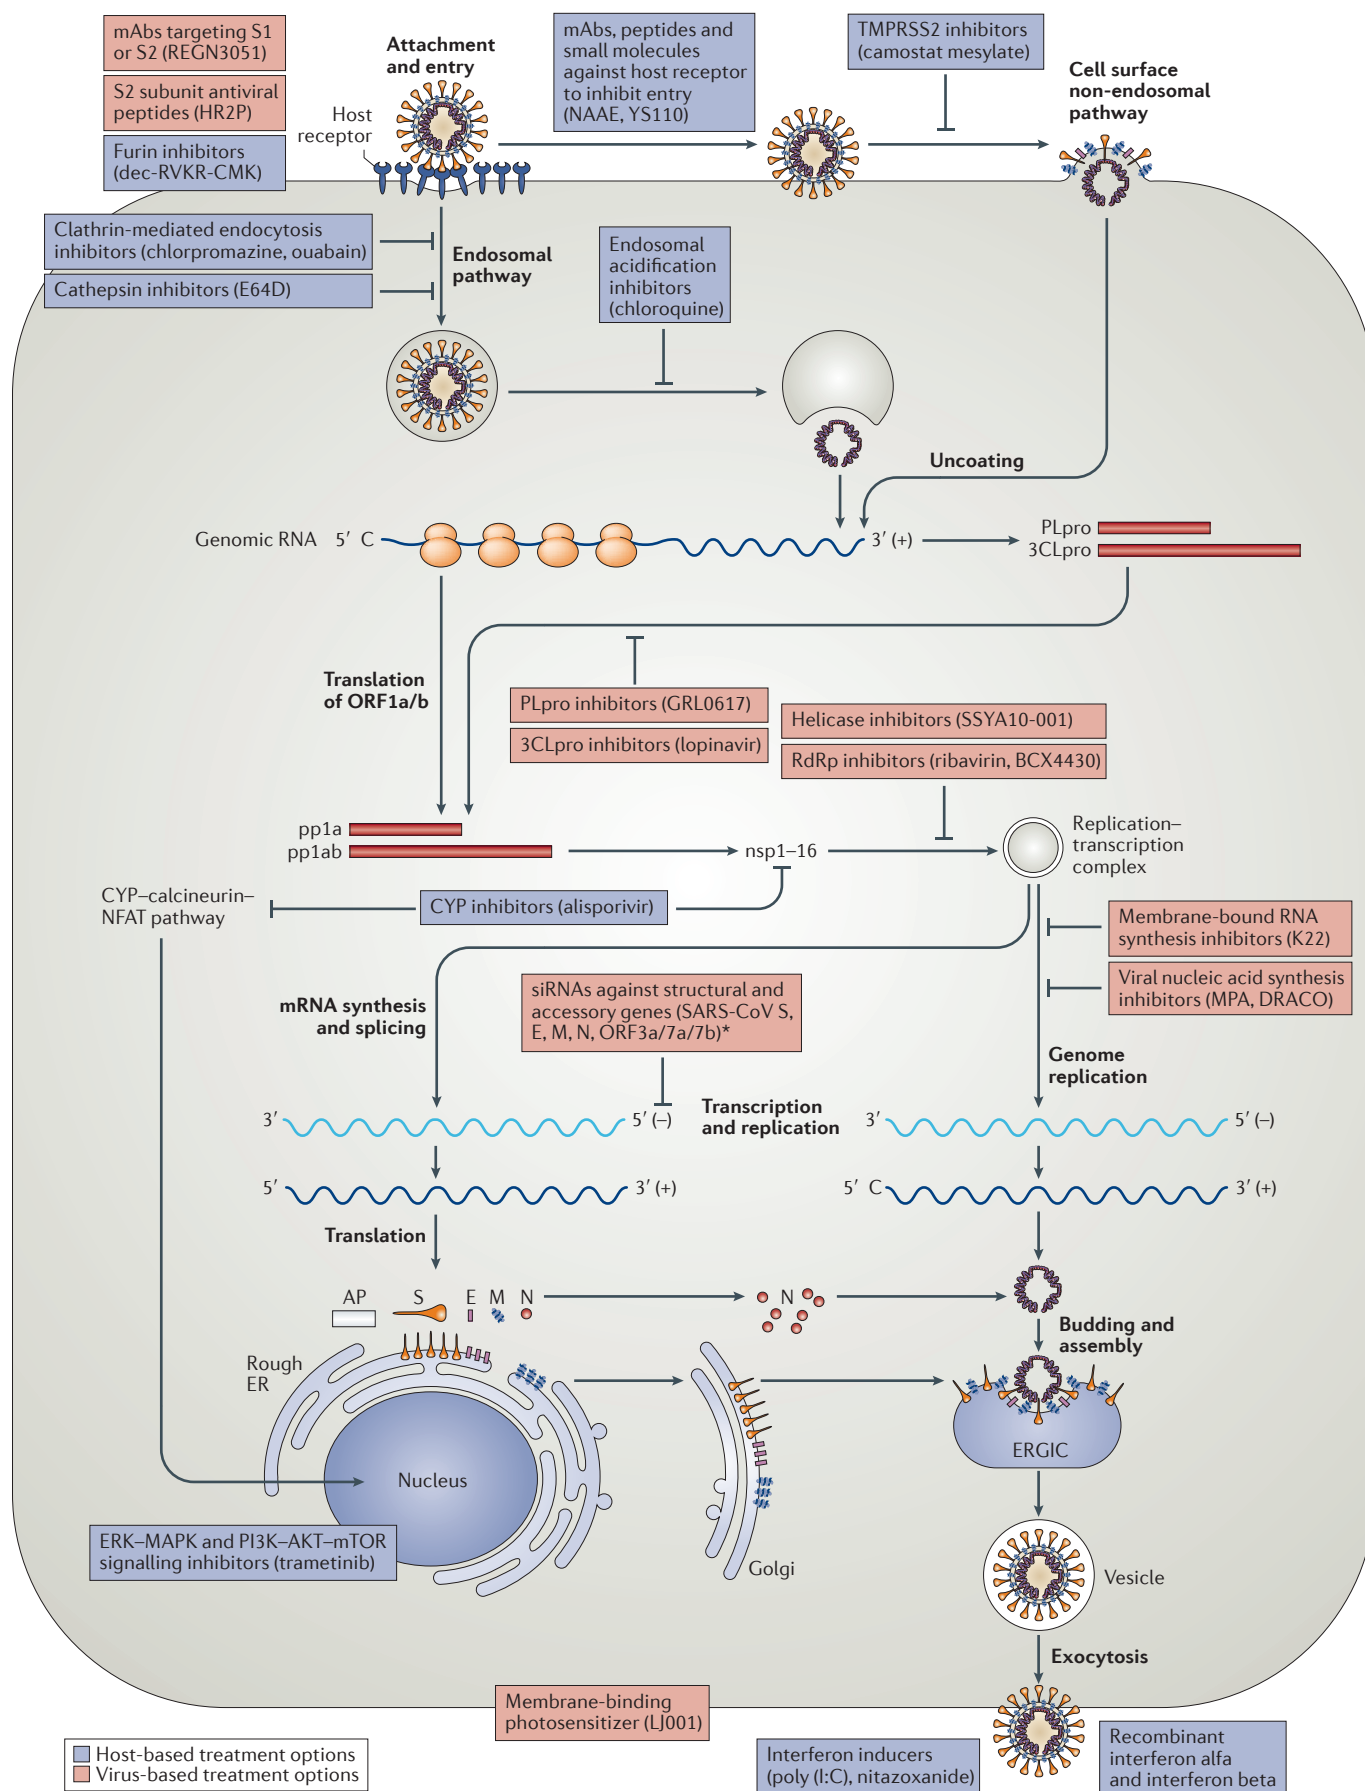 mAbs targeting S1
or S2 (REGN3051)
S2 subunit antiviral
peptides (HR2P)
Furin inhibitors
(dec-RVKR-CMK)
Attachment
and entry
Host
receptor
mAbs, peptides and
small molecules
against host receptor
to inhibit entry
(NAAE, YS110)
TMPRSS2 inhibitors
(camostat mesylate)
Cell surface
non-endosomal
pathway
Clathrin-mediated endocytosis
inhibitors (chlorpromazine, ouabain)
Cathepsin inhibitors (E64D)
Endosomal
pathway
Endosomal
acidification
inhibitors
(chloroquine)
Uncoating
Genomic RNA 5′ C 3′ (+)
PLpro
3CLpro
Translation
of ORF1a/b
PLpro inhibitors (GRL0617)
3CLpro inhibitors (lopinavir)
Helicase inhibitors (SSYA10-001)
RdRp inhibitors (ribavirin, BCX4430)
pp1a
pp1ab
nsp1–16
Replication–
transcription
complex
CYP–calcineurin–
NFAT pathway
CYP inhibitors (alisporivir)
Membrane-bound RNA
synthesis inhibitors (K22)
Viral nucleic acid synthesis
inhibitors (MPA, DRACO)
mRNA synthesis
and splicing
siRNAs against structural and
accessory genes (SARS-CoV S,
E, M, N, ORF3a/7a/7b)*
Genome
replication
3′ 5′ (–)
Transcription
and replication
3′ 5′ (–)
5′ 3′ (+)
5′ C 3′ (+)
Translation
AP S E M N
N
Budding and
assembly
Rough
ER
Nucleus
Golgi
ERGIC
ERK–MAPK and PI3K–AKT–mTOR
signalling inhibitors (trametinib)
Vesicle
Exocytosis
Membrane-binding
photosensitizer (LJ001)
Interferon inducers
(poly (I:C), nitazoxanide)
Recombinant
interferon alfa
and interferon beta
Host-based treatment options
Virus-based treatment options